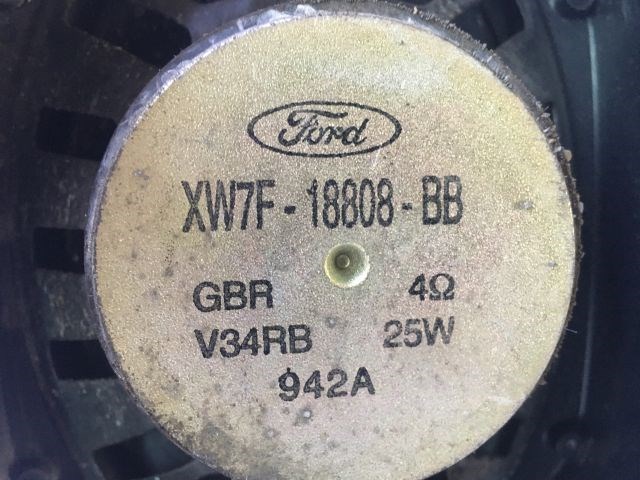 Ford
XW7F-18808-BB
GBR 4Ω
V34RB 25W
942A